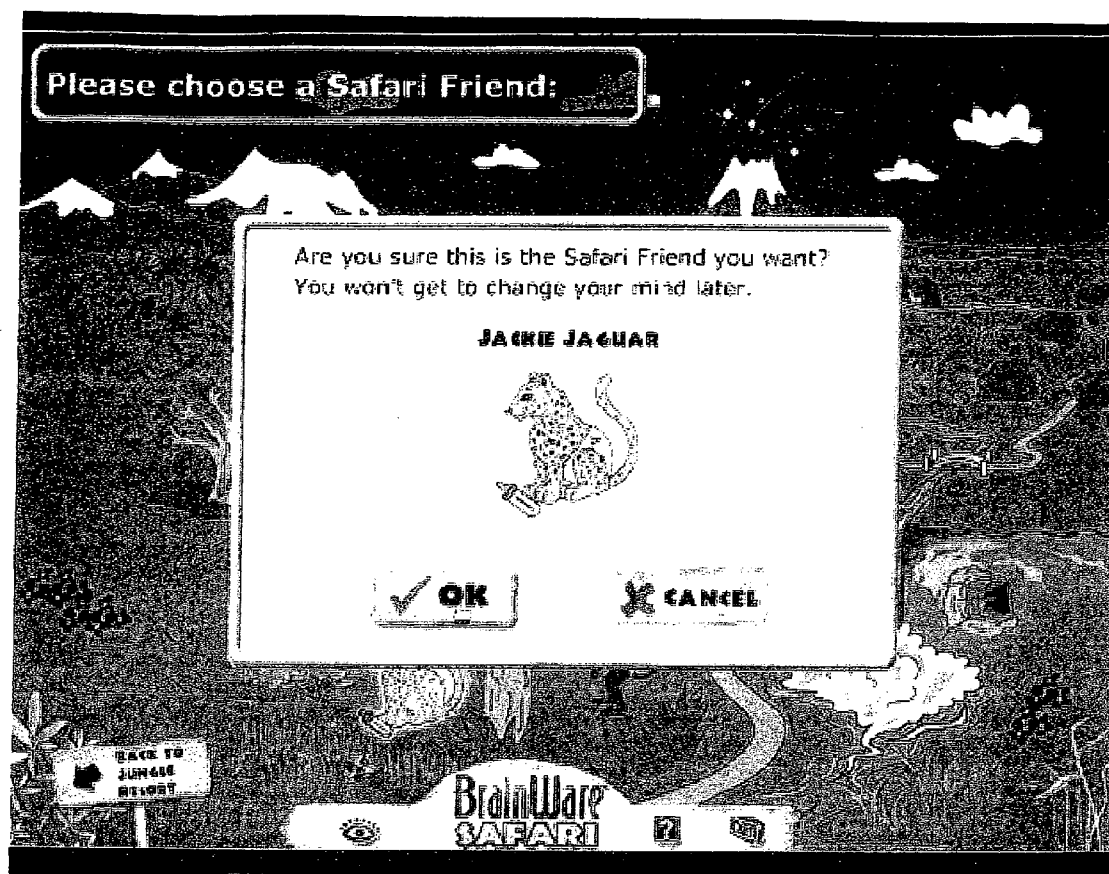 Please choose a Safari Friend:
Are you sure this is the Safari Friend you want?
You won't get to change your mind later.
JACKIE JAGUAR
OK
CANCEL
BACK TO
JUNGLE
RESORT
BrainWare
SAFARI
?